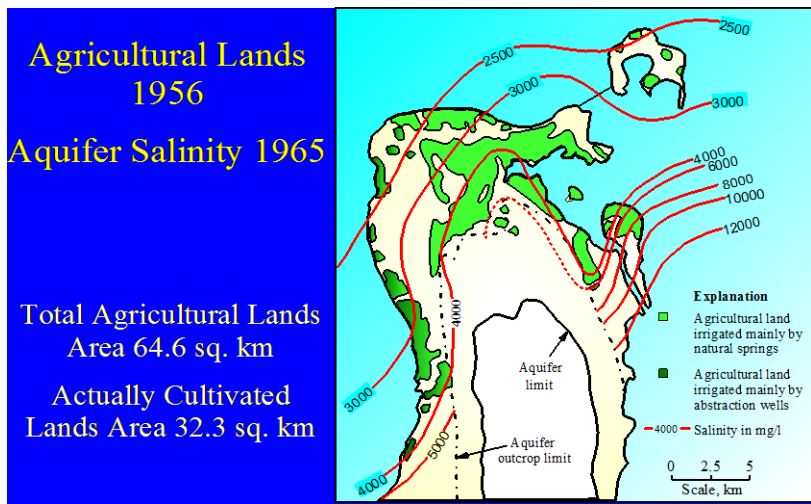 Agricultural Lands
1956
Aquifer Salinity 1965
Total Agricultural Lands
Area 64.6 sq. km
Actually Cultivated
Lands Area 32.3 sq. km
2500
2500
3000
3000
4000
6000
8000
10000
12000
4000
3000
4000
5000
Aquifer
limit
Aquifer
outcrop limit
Explanation
Agricultural land
irrigated mainly by
natural springs
Agricultural land
irrigated mainly by
abstraction wells
4000 Salinity in mg/l
0 2.5 5
Scale, km